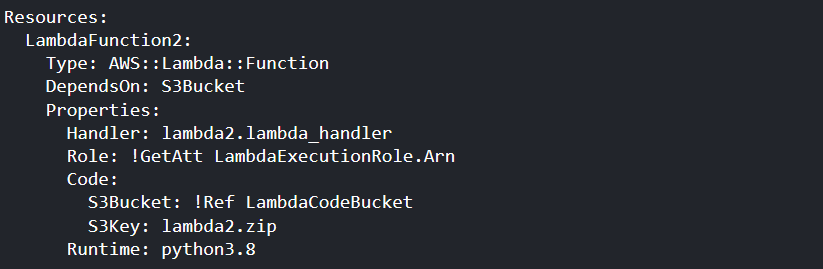 Resources:
  LambdaFunction2:
    Type: AWS::Lambda::Function
    DependsOn: S3Bucket
    Properties:
      Handler: lambda2.lambda_handler
      Role: !GetAtt LambdaExecutionRole.Arn
      Code:
        S3Bucket: !Ref LambdaCodeBucket
        S3Key: lambda2.zip
      Runtime: python3.8